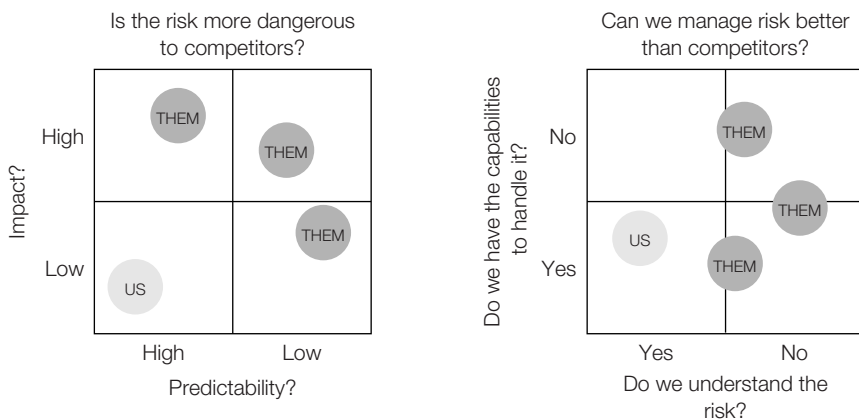 Is the risk more dangerous
to competitors?
Impact?
High
Low
THEM
THEM
THEM
US
High
Low
Predictability?
Can we manage risk better
than competitors?
Do we have the capabilities
to handle it?
No
Yes
THEM
THEM
US
THEM
Yes
No
Do we understand the
risk?